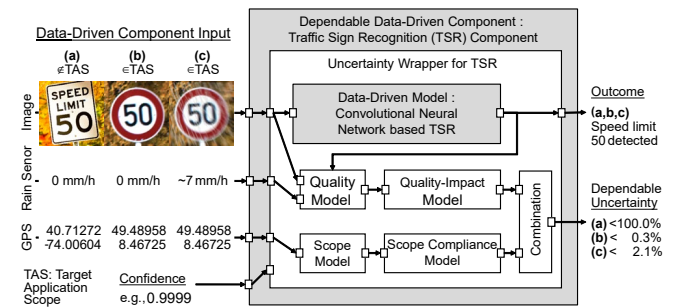 Data-Driven Component Input
(a) (b) (c)
∉TAS ∈TAS ∈TAS
Image
SPEED
LIMIT
50
50
50
Rain Senor
0 mm/h 0 mm/h ~7 mm/h
GPS
40.71272 49.48958 49.48958
-74.00604 8.46725 8.46725
TAS: Target
Application
Scope
Confidence
e.g., 0.9999
Dependable Data-Driven Component :
Traffic Sign Recognition (TSR) Component
Uncertainty Wrapper for TSR
Data-Driven Model :
Convolutional Neural
Network based TSR
Quality
Model
Quality-Impact
Model
Scope
Model
Scope Compliance
Model
Combination
Outcome
(a,b,c)
Speed limit
50 detected
Dependable
Uncertainty
(a) <100.0%
(b) < 0.3%
(c) < 2.1%